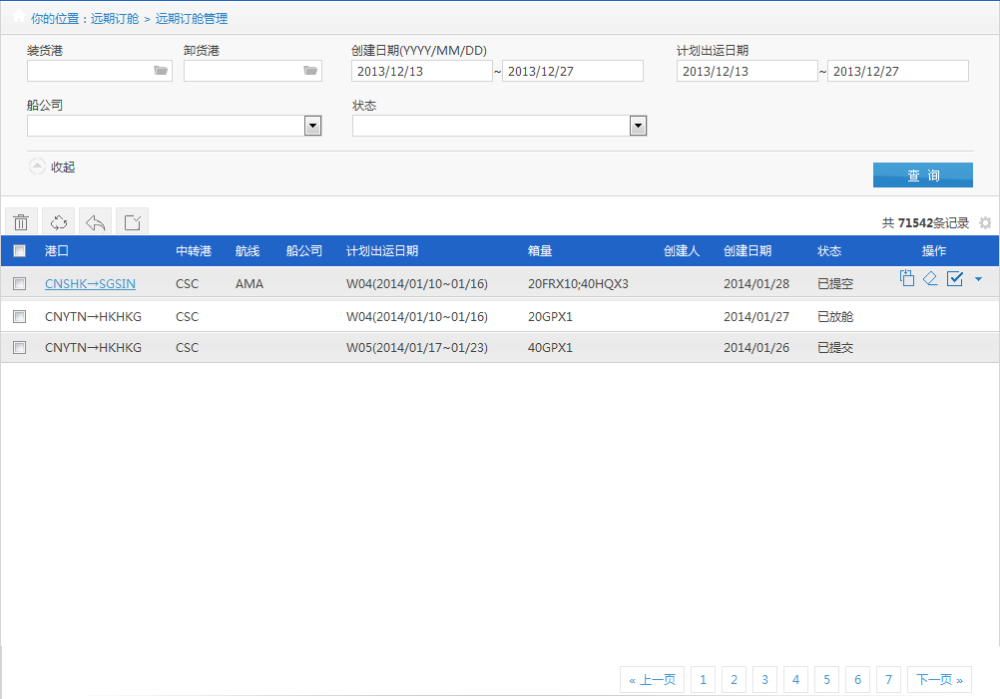 你的位置：远期订舱 > 远期订舱管理
装货港 卸货港 创建日期(YYYY/MM/DD) 计划出运日期
2013/12/13 ~ 2013/12/27 2013/12/13 ~ 2013/12/27
船公司 状态
收起
查 询
共 71542条记录
港口 中转港 航线 船公司 计划出运日期 箱量 创建人 创建日期 状态 操作
CNSHK→SGSIN CSC AMA W04(2014/01/10~01/16) 20FRX10;40HQX3 2014/01/28 已提空
CNYTN→HKHKG CSC W04(2014/01/10~01/16) 20GPX1 2014/01/27 已放舱
CNYTN→HKHKG CSC W05(2014/01/17~01/23) 40GPX1 2014/01/26 已提交
« 上一页 1 2 3 4 5 6 7 下一页 »